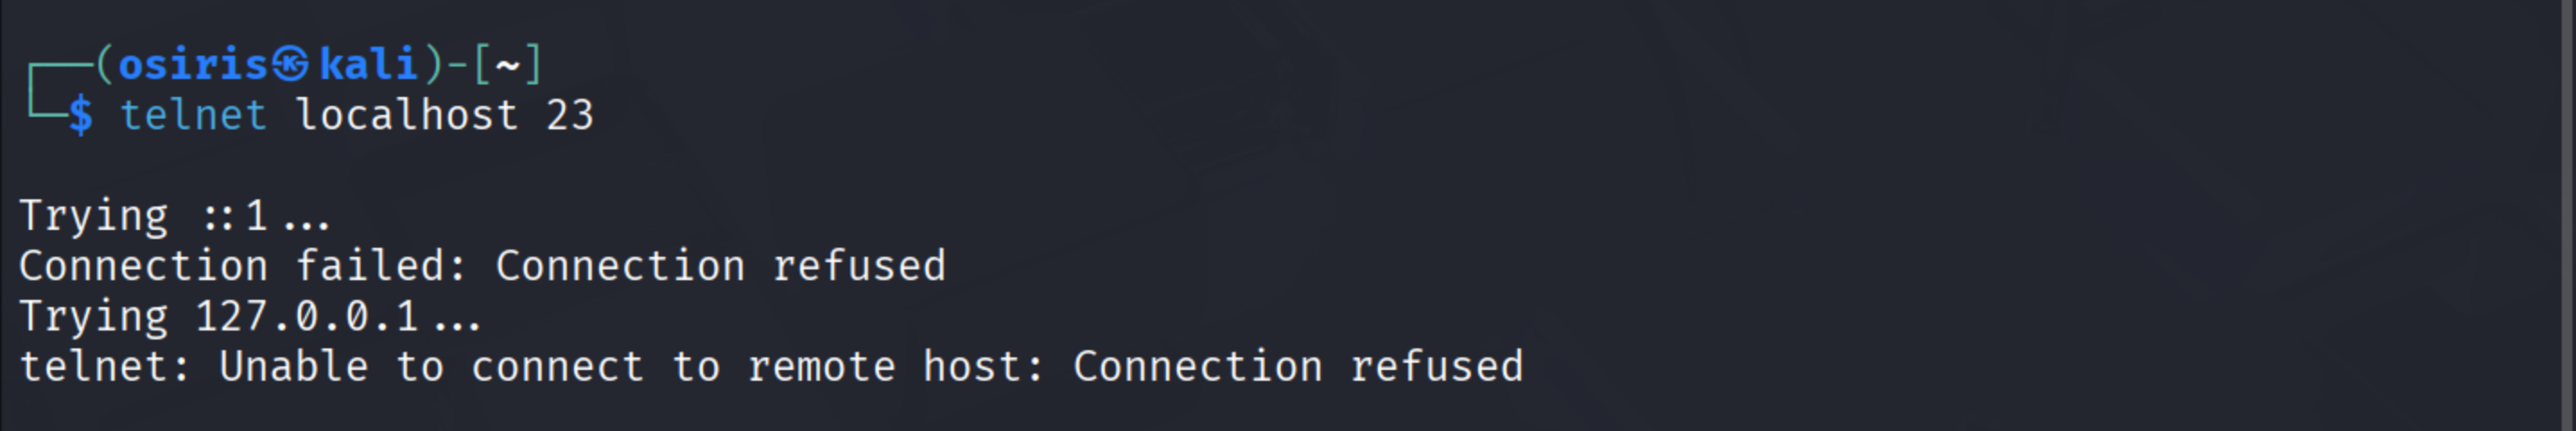 ┌──(osiris㉿kali)-[~]
└─$ telnet localhost 23
Trying ::1...
Connection failed: Connection refused
Trying 127.0.0.1...
telnet: Unable to connect to remote host: Connection refused